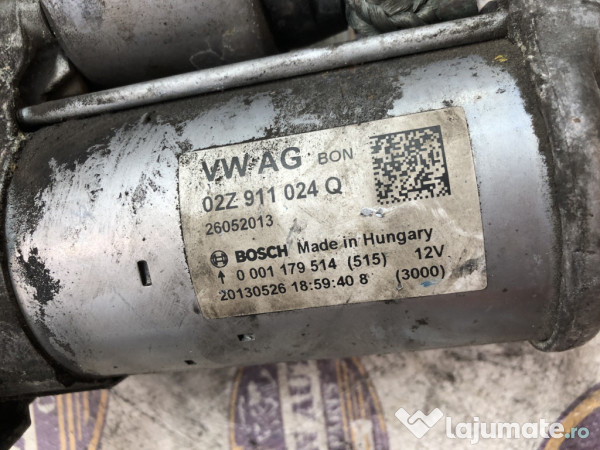 VW AG BON
02Z 911 024 Q
26052013
BOSCH Made in Hungary
↑ 0 001 179 514 (515) 12V
20130526 18:59:40 8 (3000)
lajumate.ro